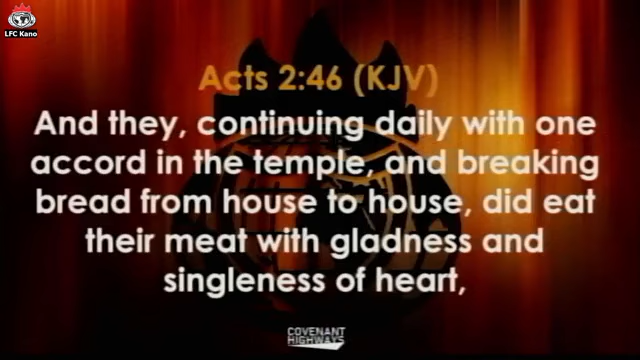 LFC Kano
Acts 2:46 (KJV)
And they, continuing daily with one
accord in the temple, and breaking
bread from house to house, did eat
their meat with gladness and
singleness of heart,
COVENANT
HIGHWAYS